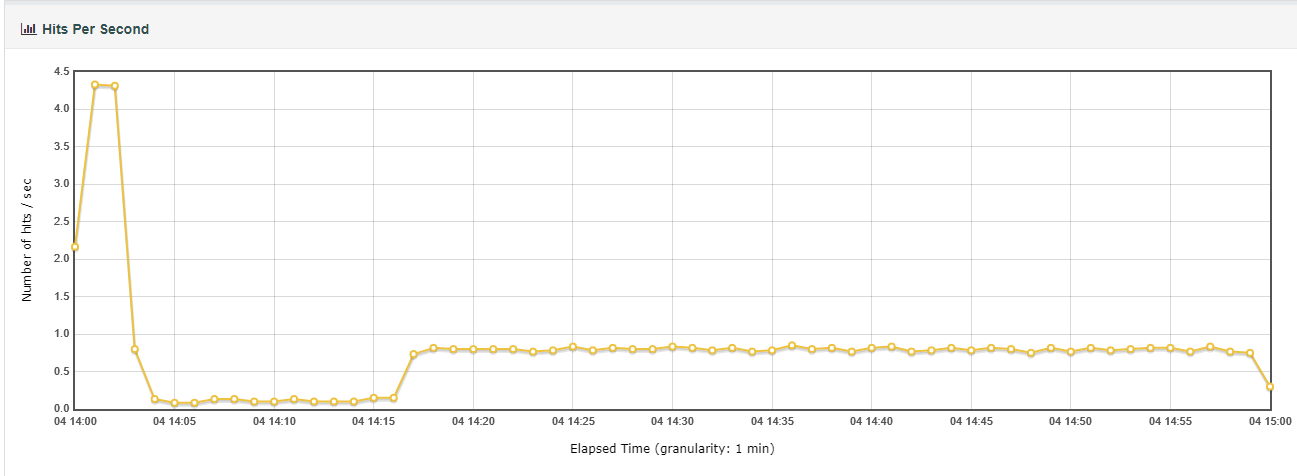 Hits Per Second
4.5
4.0
3.5
3.0
2.5
2.0
1.5
1.0
0.5
0.0
Number of hits / sec
04 14:00 04 14:05 04 14:10 04 14:15 04 14:20 04 14:25 04 14:30 04 14:35 04 14:40 04 14:45 04 14:50 04 14:55 04 15:00
Elapsed Time (granularity: 1 min)